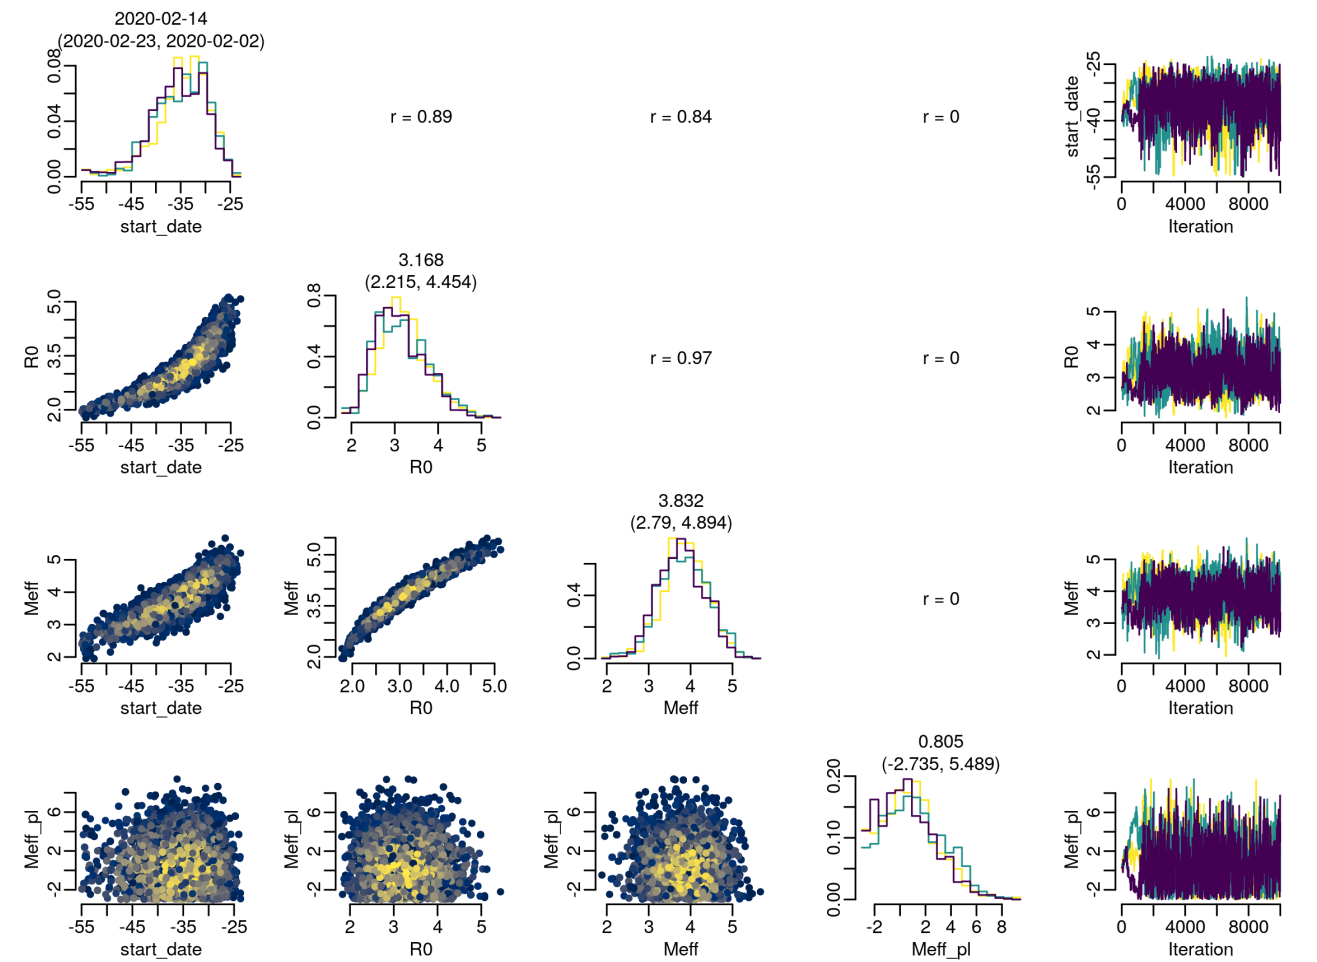 2020-02-14
(2020-02-23, 2020-02-02)
0.00 0.04 0.08
-55 -45 -35 -25
start_date
r = 0.89
r = 0.84
r = 0
start_date
-55 -40 -25
0 4000 8000
Iteration
R0
2.0 3.5 5.0
-55 -45 -35 -25
start_date
3.168
(2.215, 4.454)
0.0 0.4 0.8
2 3 4 5
R0
r = 0.97
r = 0
R0
2 3 4 5
0 4000 8000
Iteration
Meff
2 3 4 5
-55 -45 -35 -25
start_date
Meff
2.0 3.5 5.0
2.0 3.0 4.0 5.0
R0
3.832
(2.79, 4.894)
0.0 0.4
2 3 4 5
Meff
r = 0
Meff
2 3 4 5
0 4000 8000
Iteration
Meff_pl
-2 2 6
-55 -45 -35 -25
start_date
Meff_pl
-2 2 6
2 3 4 5
R0
Meff_pl
-2 2 6
2 3 4 5
Meff
0.805
(-2.735, 5.489)
0.00 0.10 0.20
-2 2 4 6 8
Meff_pl
Meff_pl
-2 2 6
0 4000 8000
Iteration